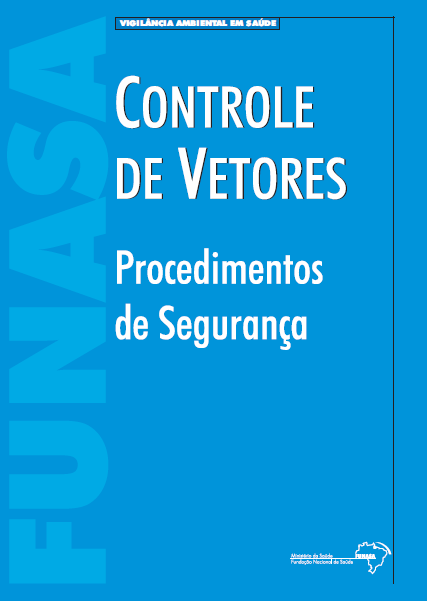 VIGILÂNCIA AMBIENTAL EM SAÚDE
FUNASA
CONTROLE
DE VETORES
Procedimentos
de Segurança
Ministério da Saúde
Fundação Nacional de Saúde
FUNASA